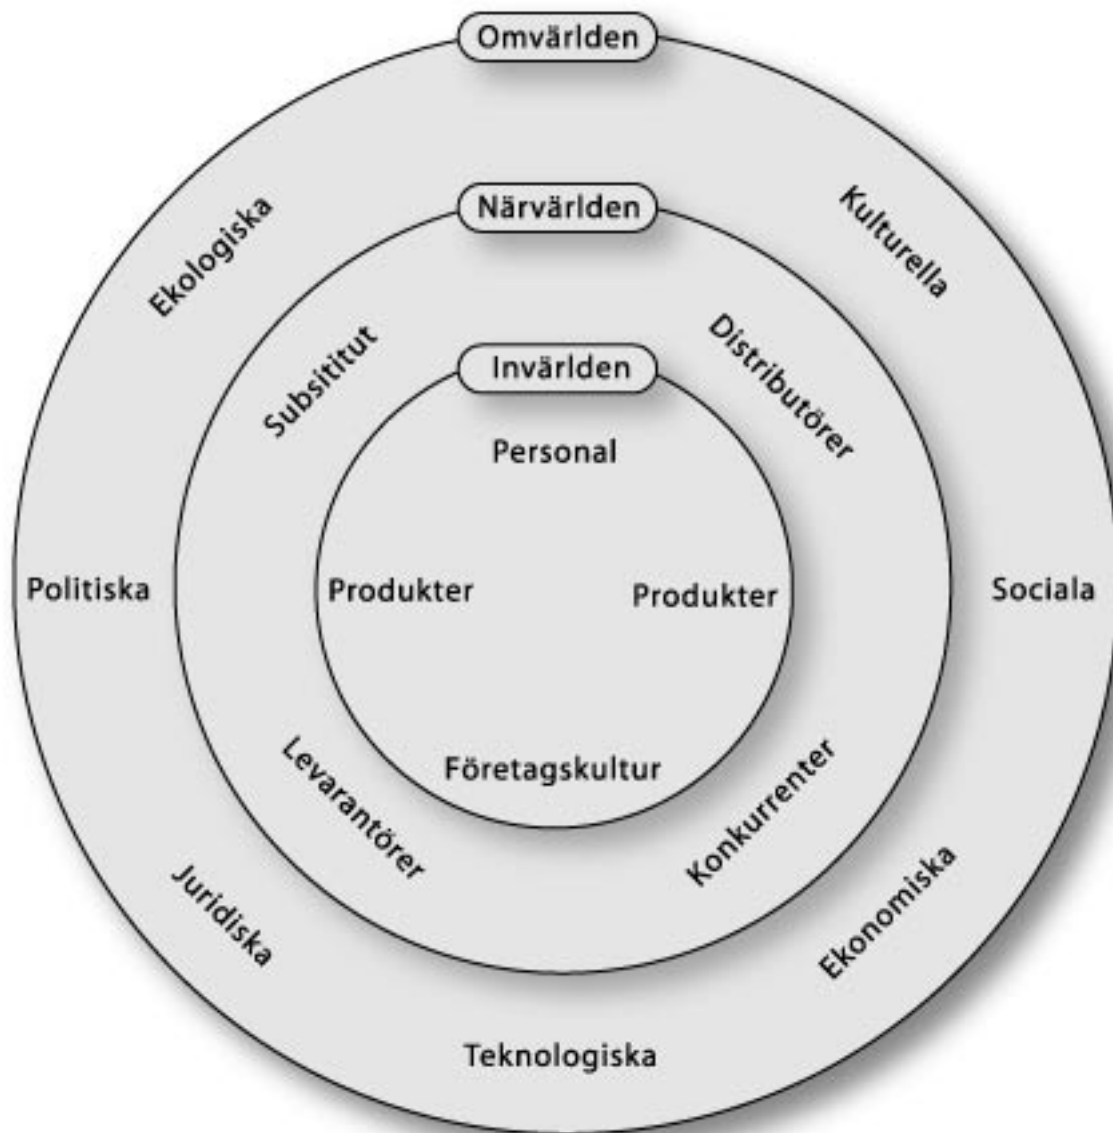 Omvärlden
Ekologiska
Kulturella
Närvärlden
Subsititut
Distributörer
Invärlden
Personal
Politiska
Produkter
Produkter
Sociala
Levarantörer
Företagskultur
Konkurrenter
Juridiska
Ekonomiska
Teknologiska